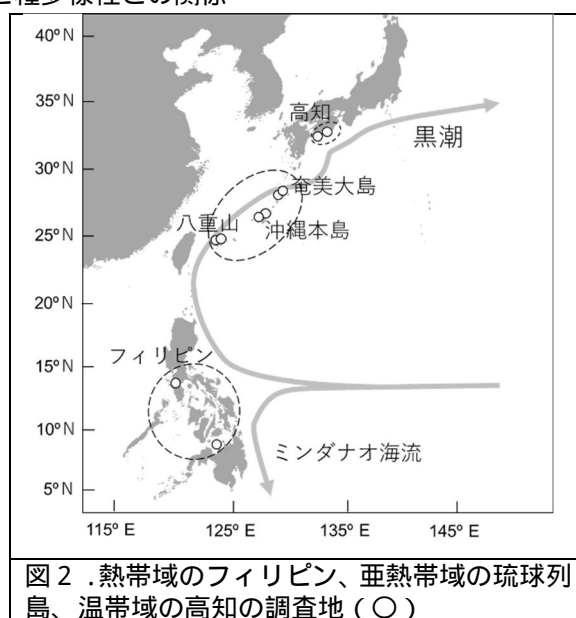 と種多様性との関係
40°N
35°N
高知
黒潮
30°N
奄美大島
八重山
25°N
沖縄本島
20°N
フィリピン
15°N
10°N
ミンダナオ海流
5°N
115° E 125° E 135° E 145° E
図２.熱帯域のフィリピン、亜熱帯域の琉球列
島、温帯域の高知の調査地（○）